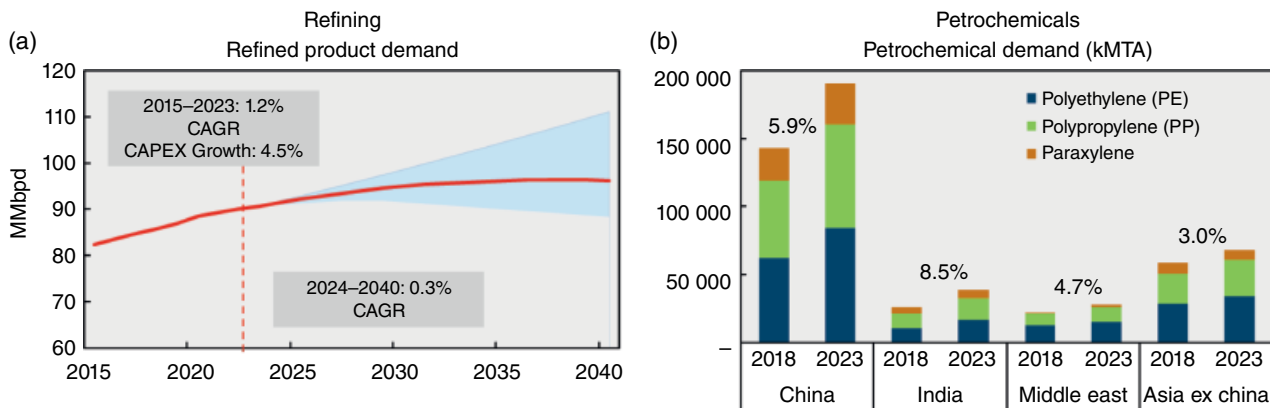 (a)
Refining
Refined product demand
MMbpd
120
110
100
90
80
70
60
2015–2023: 1.2%
CAGR
CAPEX Growth: 4.5%
2024–2040: 0.3%
CAGR
2015 2020 2025 2030 2035 2040
(b)
Petrochemicals
Petrochemical demand (kMTA)
200 000
150 000
100 000
50 000
–
Polyethylene (PE)
Polypropylene (PP)
Paraxylene
5.9%
8.5%
4.7%
3.0%
2018 2023 2018 2023 2018 2023 2018 2023
China India Middle east Asia ex china